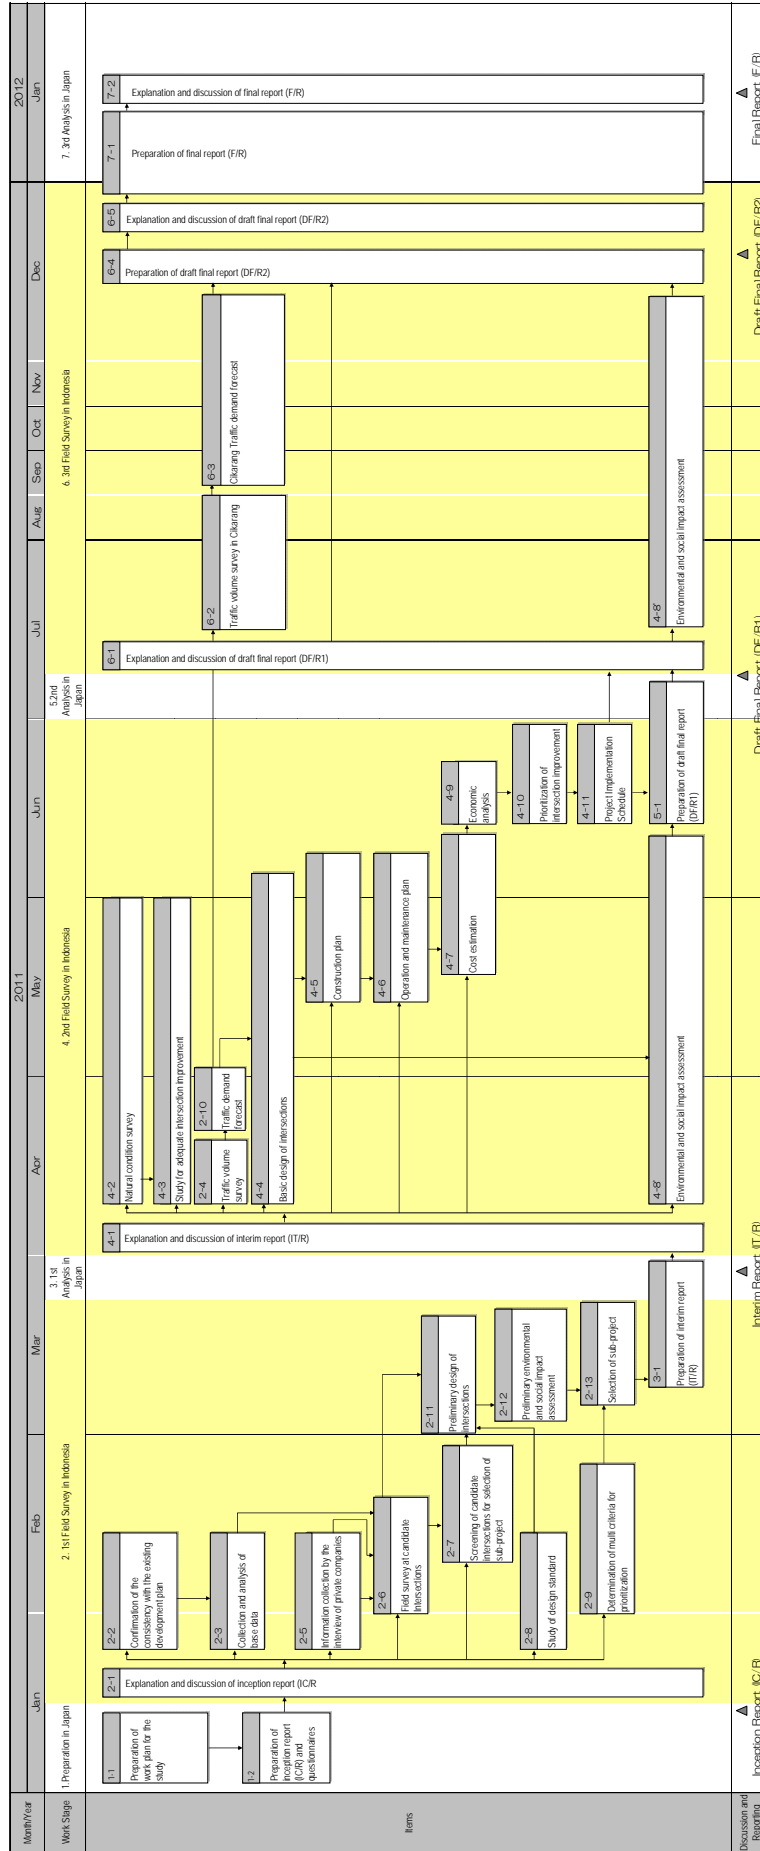 Month/Year
2011
2012
Jan
Feb
Mar
Apr
May
Jun
Jul
Aug
Sep
Oct
Nov
Dec
Jan
Work Stage
1.Preparation in Japan
2. 1st Field Survey in Indonesia
3. 1st
Analysis in
Japan
4. 2nd Field Survey in Indonesia
5.2nd
Analysis in
Japan
6. 3rd Field Survey in Indonesia
7. 3rd Analysis in Japan
Items
1-1
Preparation of
work plan for the
study
1-2
Preparation of
inception report
(IC/R) and
questionnaires
2-1
Explanation and discussion of inception report (IC/R
2-2
Confirmation of the
consistency with the existing
development plan
2-3
Collection and analysis of
base data
2-5
Information collection by the
interview of private companies
2-6
Field survey at candidate
Intersections
2-7
Screening of candidate
intersections for selection of
sub-project
2-8
Study of design standard
2-9
Determination of multi criteria for
prioritization
2-11
Preliminary design of
intersections
2-12
Preliminary environmental
and social impact
assessment
2-13
Selection of sub-project
3-1
Preparation of interim report
(IT/R)
4-1
Explanation and discussion of interim report (IT/R)
4-2
Natural condition survey
4-3
Study for adequate intersection improvement
2-4
Traffic volume
survey
2-10
Traffic demand
forecast
4-4
Basic design of intersections
4-5
Construction plan
4-6
Operation and maintenance plan
4-7
Cost estimation
4-8'
Environmental and social impact assessment
4-9
Economic
analysis
4-10
Prioritization of
intersection improvement
4-11
Project Implementation
Schedule
5-1
Preparation of draft final report
(DF/R1)
6-1
Explanation and discussion of draft final report (DF/R1)
6-2
Traffic volume survey in Cikarang
6-3
Cikarang Traffic demand forecast
4-8'
Environmental and social impact assessment
6-4
Preparation of draft final report (DF/R2)
6-5
Explanation and discussion of draft final report (DF/R2)
7-1
Preparation of final report (F/R)
7-2
Explanation and discussion of final report (F/R)
Discussion and
Reporting
Inception Report (IC/R)
Interim Report (IT/R)
Draft Final Report (DF/R1)
Draft Final Report (DF/R2)
Final Report (F/R)